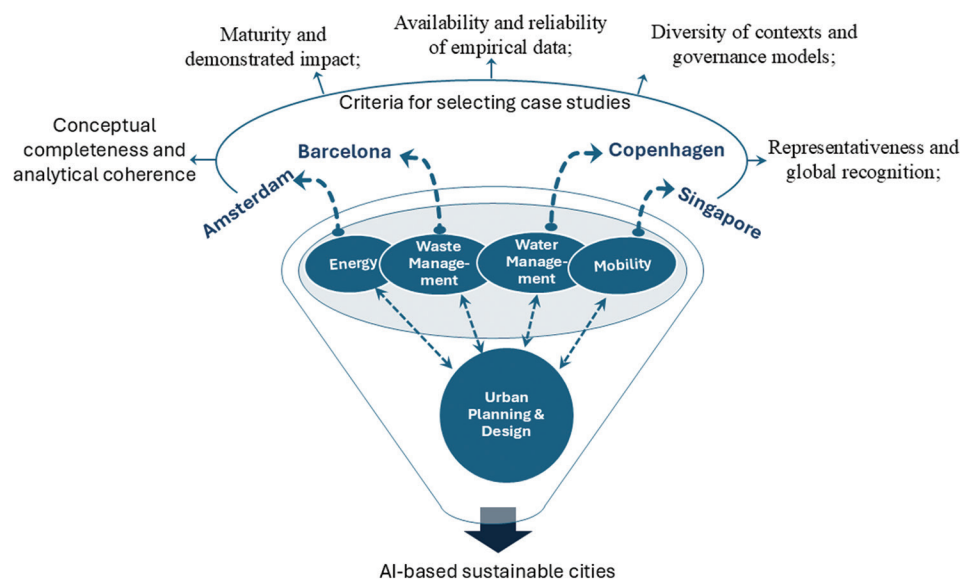 Maturity and
demonstrated impact;
Availability and reliability
of empirical data;
Diversity of contexts and
governance models;
Criteria for selecting case studies
Conceptual
completeness and
analytical coherence
Representativeness and
global recognition;
Amsterdam
Barcelona
Copenhagen
Singapore
Energy
Waste
Manage-
ment
Water
Manage-
ment
Mobility
Urban
Planning &
Design
AI-based sustainable cities